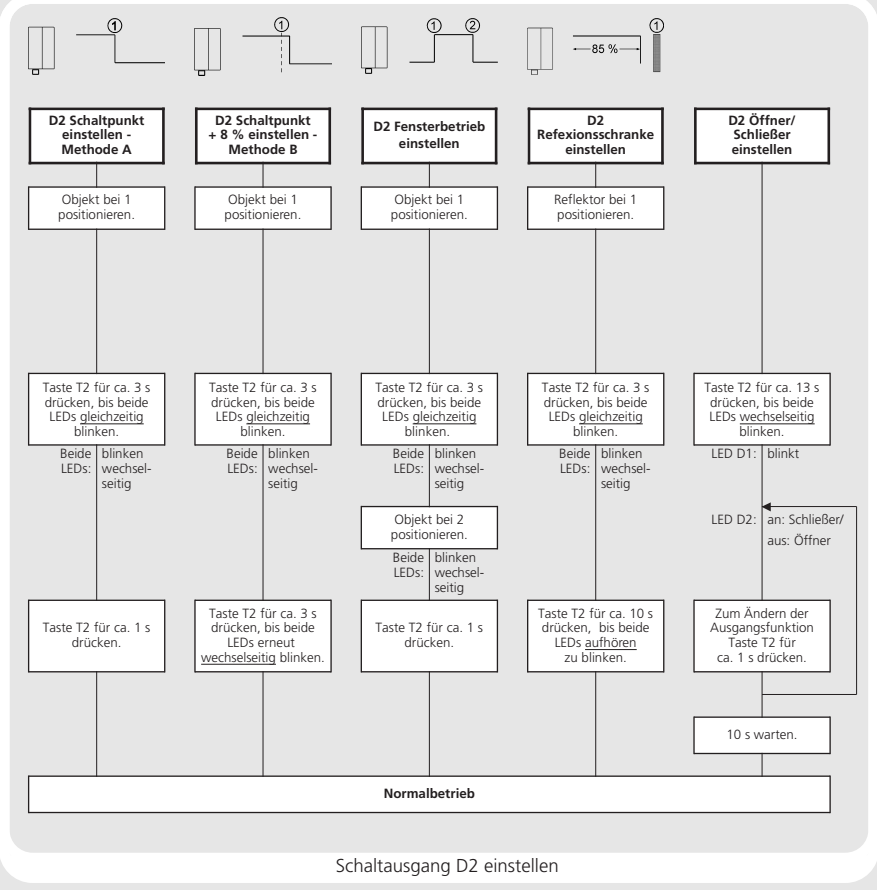 1
1
1 2
85 %
1
D2 Schaltpunkt
einstellen -
Methode A
D2 Schaltpunkt
+ 8 % einstellen -
Methode B
D2 Fensterbetrieb
einstellen
D2
Refexionsschranke
einstellen
D2 Öffner/
Schließer
einstellen
Objekt bei 1
positionieren.
Objekt bei 1
positionieren.
Objekt bei 1
positionieren.
Reflektor bei 1
positionieren.
Taste T2 für ca. 3 s
drücken, bis beide
LEDs gleichzeitig
blinken.
Taste T2 für ca. 3 s
drücken, bis beide
LEDs gleichzeitig
blinken.
Taste T2 für ca. 3 s
drücken, bis beide
LEDs gleichzeitig
blinken.
Taste T2 für ca. 3 s
drücken, bis beide
LEDs gleichzeitig
blinken.
Taste T2 für ca. 13 s
drücken, bis beide
LEDs wechselseitig
blinken.
Beide blinken
LEDs: wechsel-
seitig
Beide blinken
LEDs: wechsel-
seitig
Beide blinken
LEDs: wechsel-
seitig
Beide blinken
LEDs: wechsel-
seitig
LED D1: blinkt
Objekt bei 2
positionieren.
LED D2: an: Schließer/
aus: Öffner
Beide blinken
LEDs: wechsel-
seitig
Taste T2 für ca. 1 s
drücken.
Taste T2 für ca. 3 s
drücken, bis beide
LEDs erneut
wechselseitig blinken.
Taste T2 für ca. 1 s
drücken.
Taste T2 für ca. 10 s
drücken, bis beide
LEDs aufhören
zu blinken.
Zum Ändern der
Ausgangsfunktion
Taste T2 für
ca. 1 s drücken.
10 s warten.
Normalbetrieb
Schaltausgang D2 einstellen